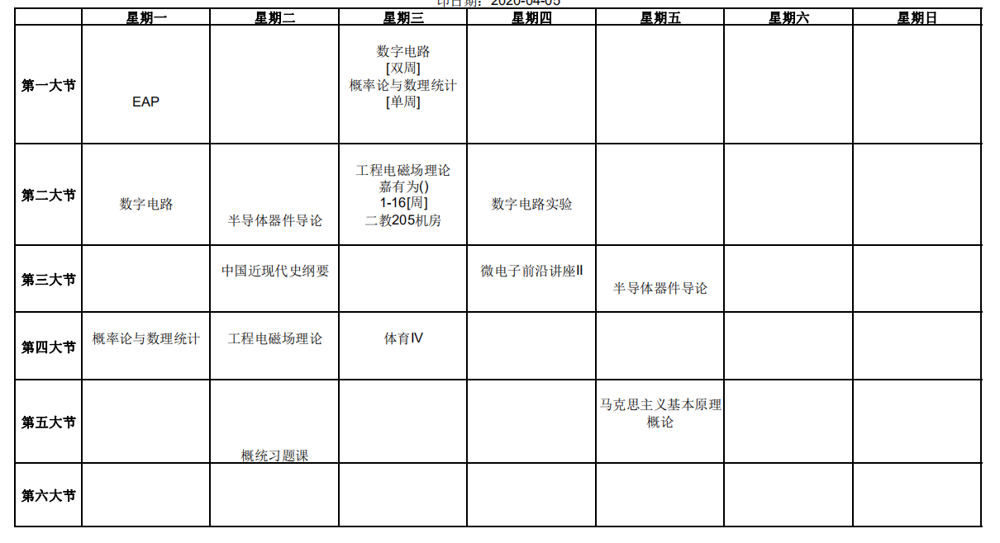 印日期：2020-04-05
星期一 星期二 星期三 星期四 星期五 星期六 星期日
第一大节
EAP
数字电路
[双周]
概率论与数理统计
[单周]
第二大节
数字电路
半导体器件导论
工程电磁场理论
嘉有为()
1-16[周]
二教205机房
数字电路实验
第三大节
中国近现代史纲要
微电子前沿讲座II
半导体器件导论
第四大节
概率论与数理统计
工程电磁场理论
体育IV
第五大节
概统习题课
马克思主义基本原理
概论
第六大节